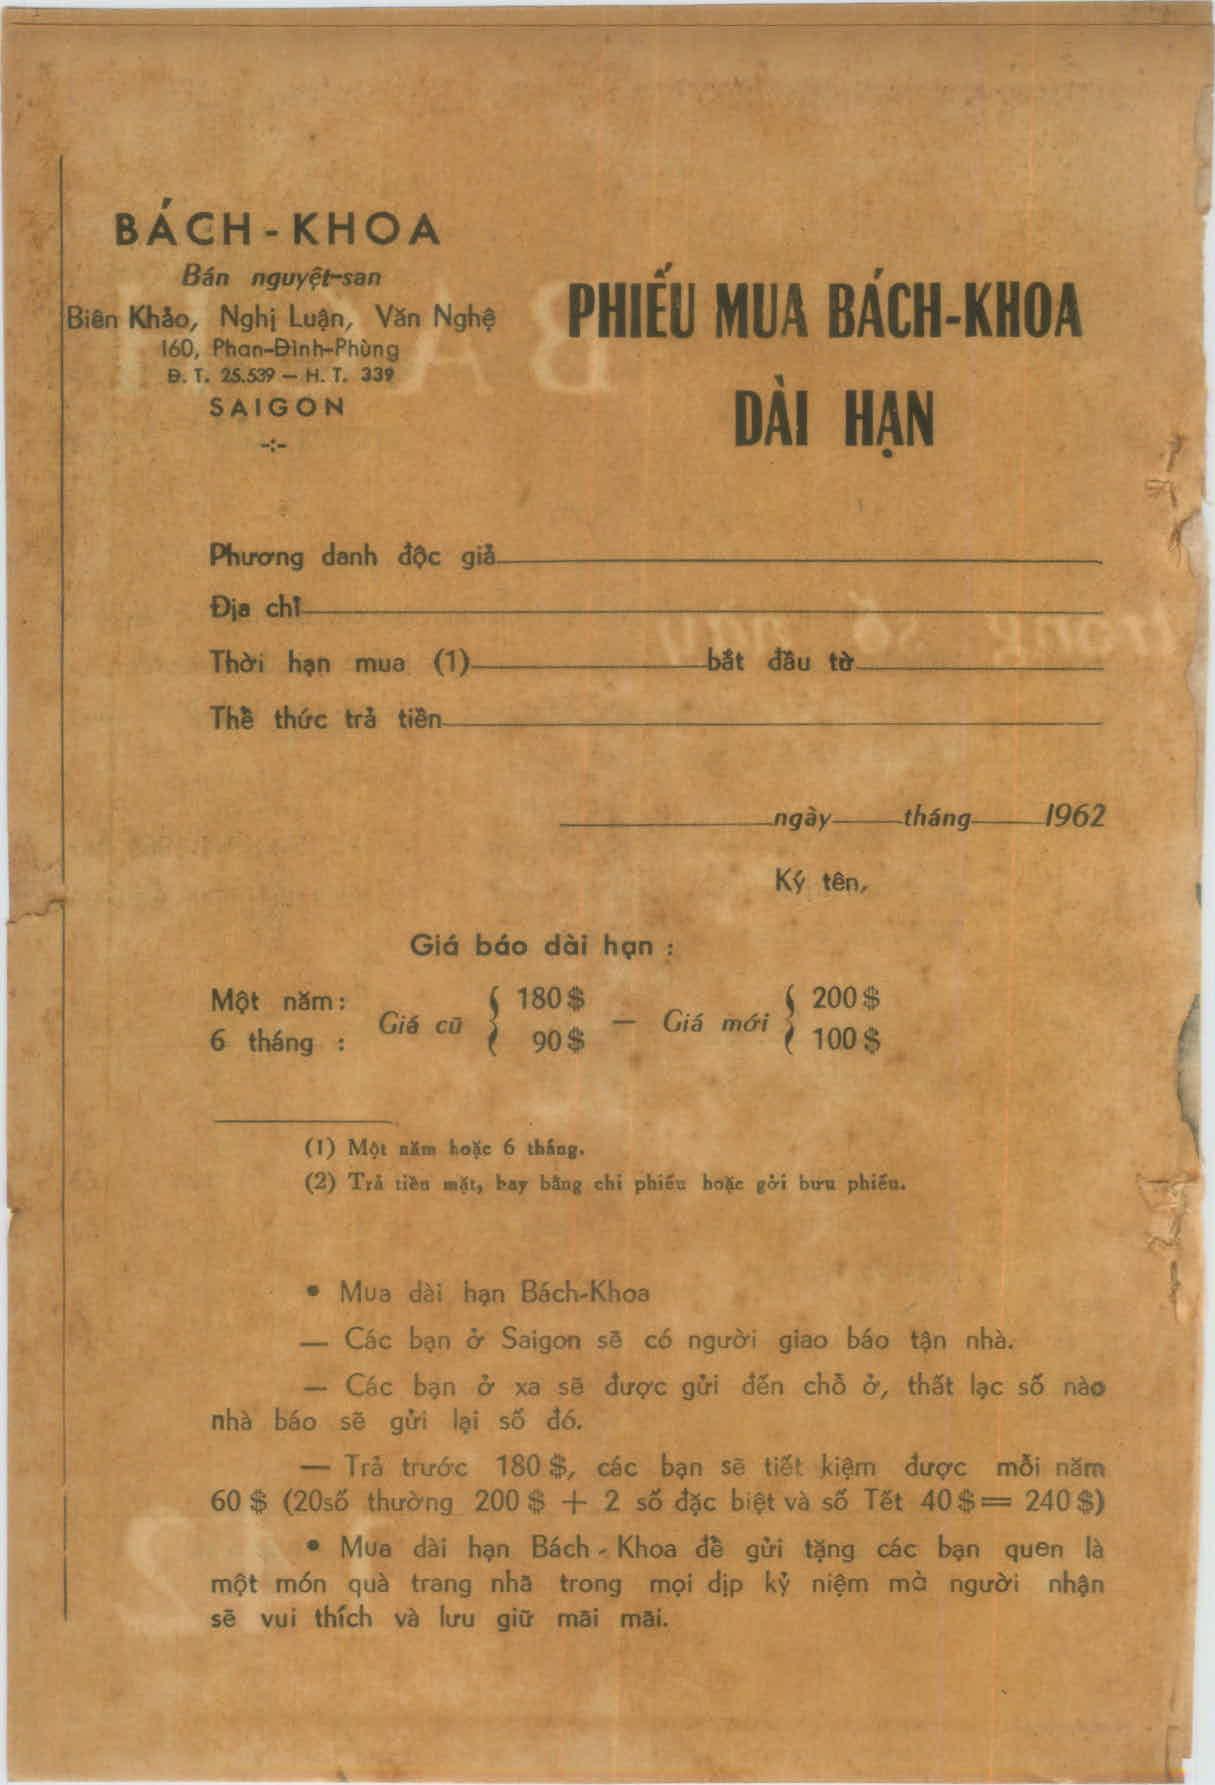 BÁCH-KHOA
Bán nguyệt-san
Biên Khảo, Nghị Luận, Văn Nghệ
160, Phan-Đình-Phùng
Đ. T. 25.539 — H. T. 339
SAIGON
-:-
PHIẾU MUA BÁCH-KHOA
DÀI HẠN
Phương danh độc giả
Địa chỉ
Thời hạn mua (1) bắt đầu từ
Thể thức trả tiền
ngày tháng 1962
Ký tên,
Giá báo dài hạn :
Một năm: Giá cũ { 180$ — Giá mới { 200$
6 tháng : 90$ 100$
(1) Một năm hoặc 6 tháng.
(2) Trả tiền mặt, hay bằng chi phiếu hoặc gởi bưu phiếu.
• Mua dài hạn Bách-Khoa
— Các bạn ở Saigon sẽ có người giao báo tận nhà.
— Các bạn ở xa sẽ được gửi đến chỗ ở, thất lạc số nào
nhà báo sẽ gửi lại số đó.
— Trả trước 180$, các bạn sẽ tiết kiệm được mỗi năm
60$ (20số thường 200$ + 2 số đặc biệt và số Tết 40$= 240$)
• Mua dài hạn Bách-Khoa để gửi tặng các bạn quen là
một món quà trang nhã trong mọi dịp kỷ niệm mà người nhận
sẽ vui thích và lưu giữ mãi mãi.